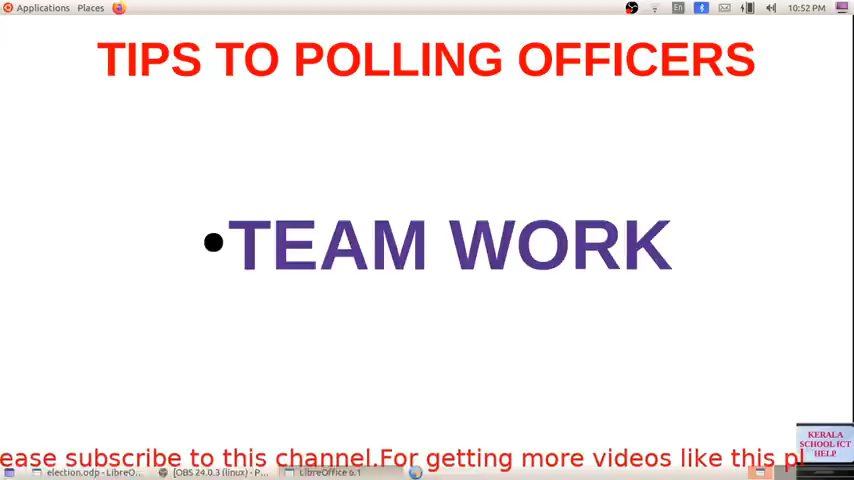 Applications Places En 10:52 PM
TIPS TO POLLING OFFICERS
•TEAM WORK
KERALA
SCHOOL ICT
HELP
ease subscribe to this channel.For getting more videos like this pl
election.odp - LibreO... [OBS 24.0.3 (linux) - P... LibreOffice 6.1